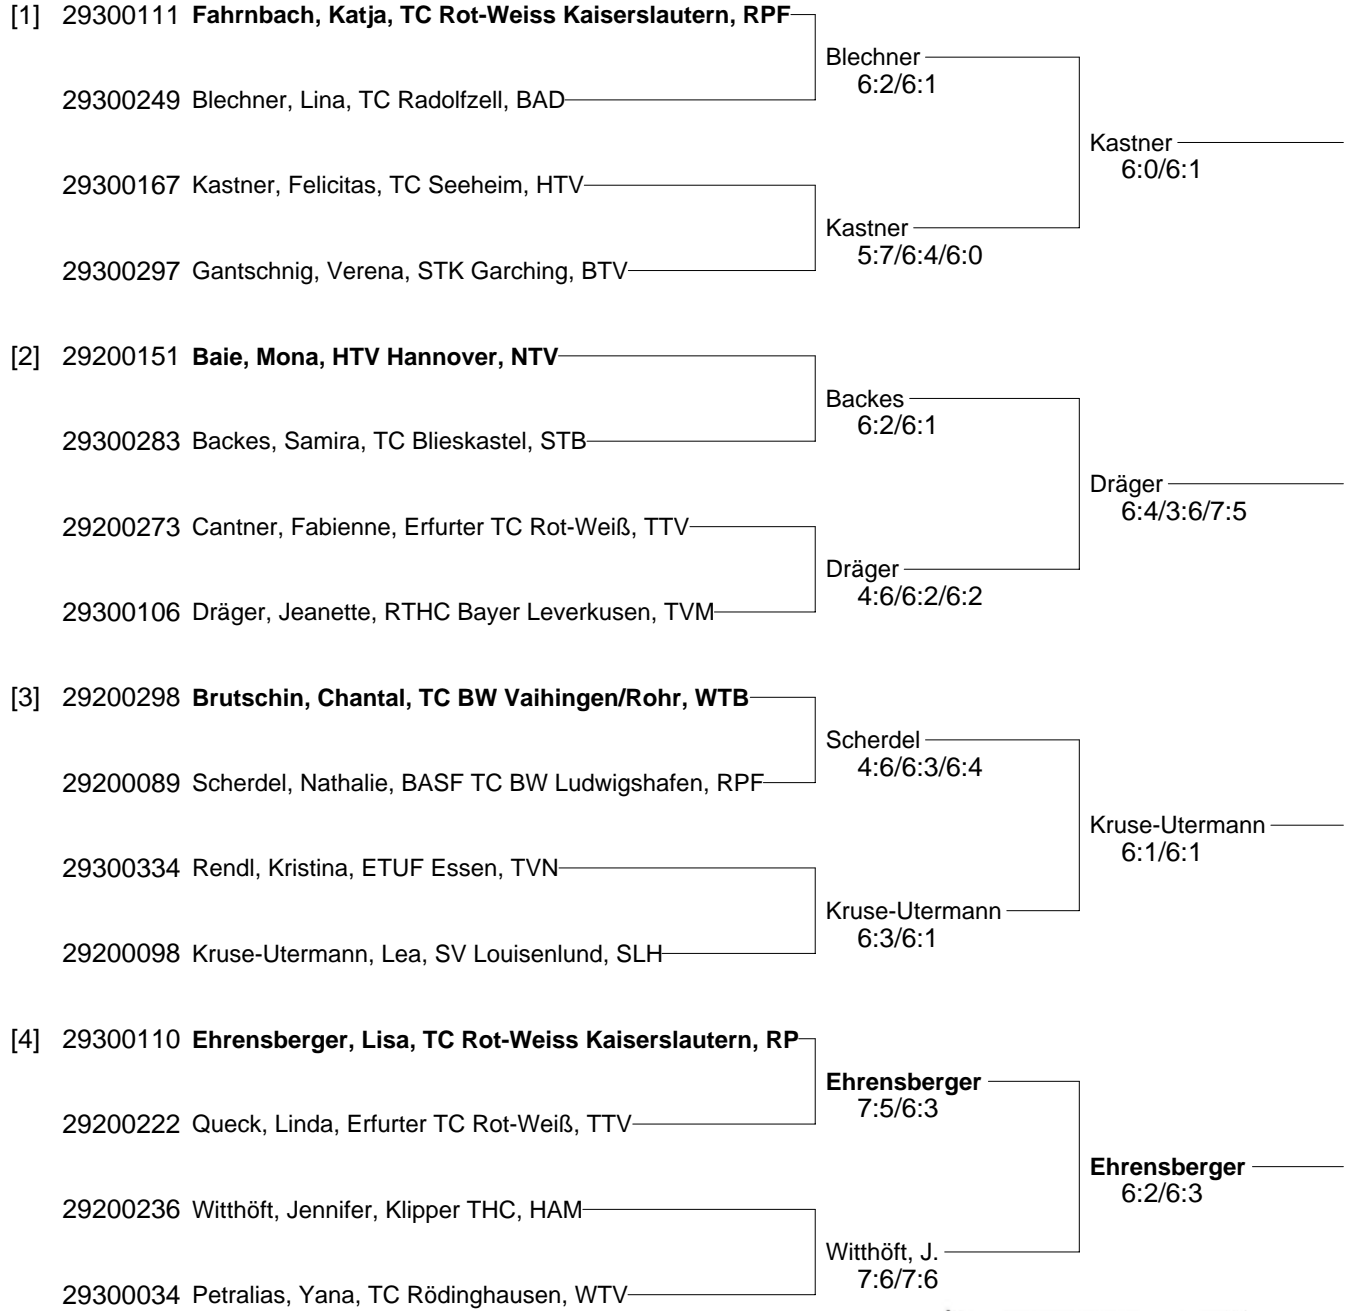 [1] 29300111 Fahrnbach, Katja, TC Rot-Weiss Kaiserslautern, RPF
Blechner
6:2/6:1
29300249 Blechner, Lina, TC Radolfzell, BAD
Kastner
6:0/6:1
29300167 Kastner, Felicitas, TC Seeheim, HTV
Kastner
5:7/6:4/6:0
29300297 Gantschnig, Verena, STK Garching, BTV
[2] 29200151 Baie, Mona, HTV Hannover, NTV
Backes
6:2/6:1
29300283 Backes, Samira, TC Blieskastel, STB
Dräger
6:4/3:6/7:5
29200273 Cantner, Fabienne, Erfurter TC Rot-Weiß, TTV
Dräger
4:6/6:2/6:2
29300106 Dräger, Jeanette, RTHC Bayer Leverkusen, TVM
[3] 29200298 Brutschin, Chantal, TC BW Vaihingen/Rohr, WTB
Scherdel
4:6/6:3/6:4
29200089 Scherdel, Nathalie, BASF TC BW Ludwigshafen, RPF
Kruse-Utermann
6:1/6:1
29300334 Rendl, Kristina, ETUF Essen, TVN
Kruse-Utermann
6:3/6:1
29200098 Kruse-Utermann, Lea, SV Louisenlund, SLH
[4] 29300110 Ehrensberger, Lisa, TC Rot-Weiss Kaiserslautern, RP
Ehrensberger
7:5/6:3
29200222 Queck, Linda, Erfurter TC Rot-Weiß, TTV
Ehrensberger
6:2/6:3
29200236 Witthöft, Jennifer, Klipper THC, HAM
Witthöft, J.
7:6/7:6
29300034 Petralias, Yana, TC Rödinghausen, WTV